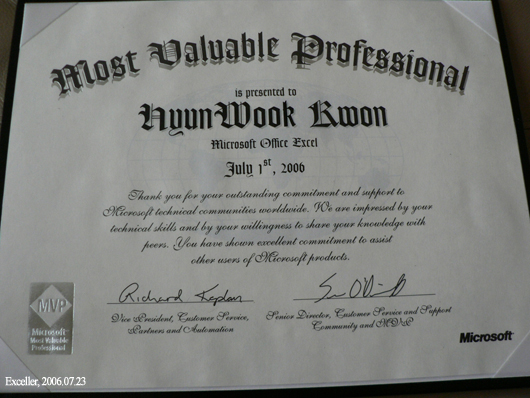 Most Valuable Professional
is presented to
HyunWook Kwon
Microsoft Office Excel
July 1st, 2006
Thank you for your outstanding commitment and support to
Microsoft technical communities worldwide. We are impressed by your
technical skills and by your willingness to share your knowledge with
peers. You have shown excellent commitment to assist
other users of Microsoft products.
Richard Kaplan
Vice President, Customer Service,
Partners and Automation
Senior Director, Customer Service and Support
Community and MVP
MVP
Microsoft
Most Valuable
Professional
Microsoft
Exceller, 2006.07.23